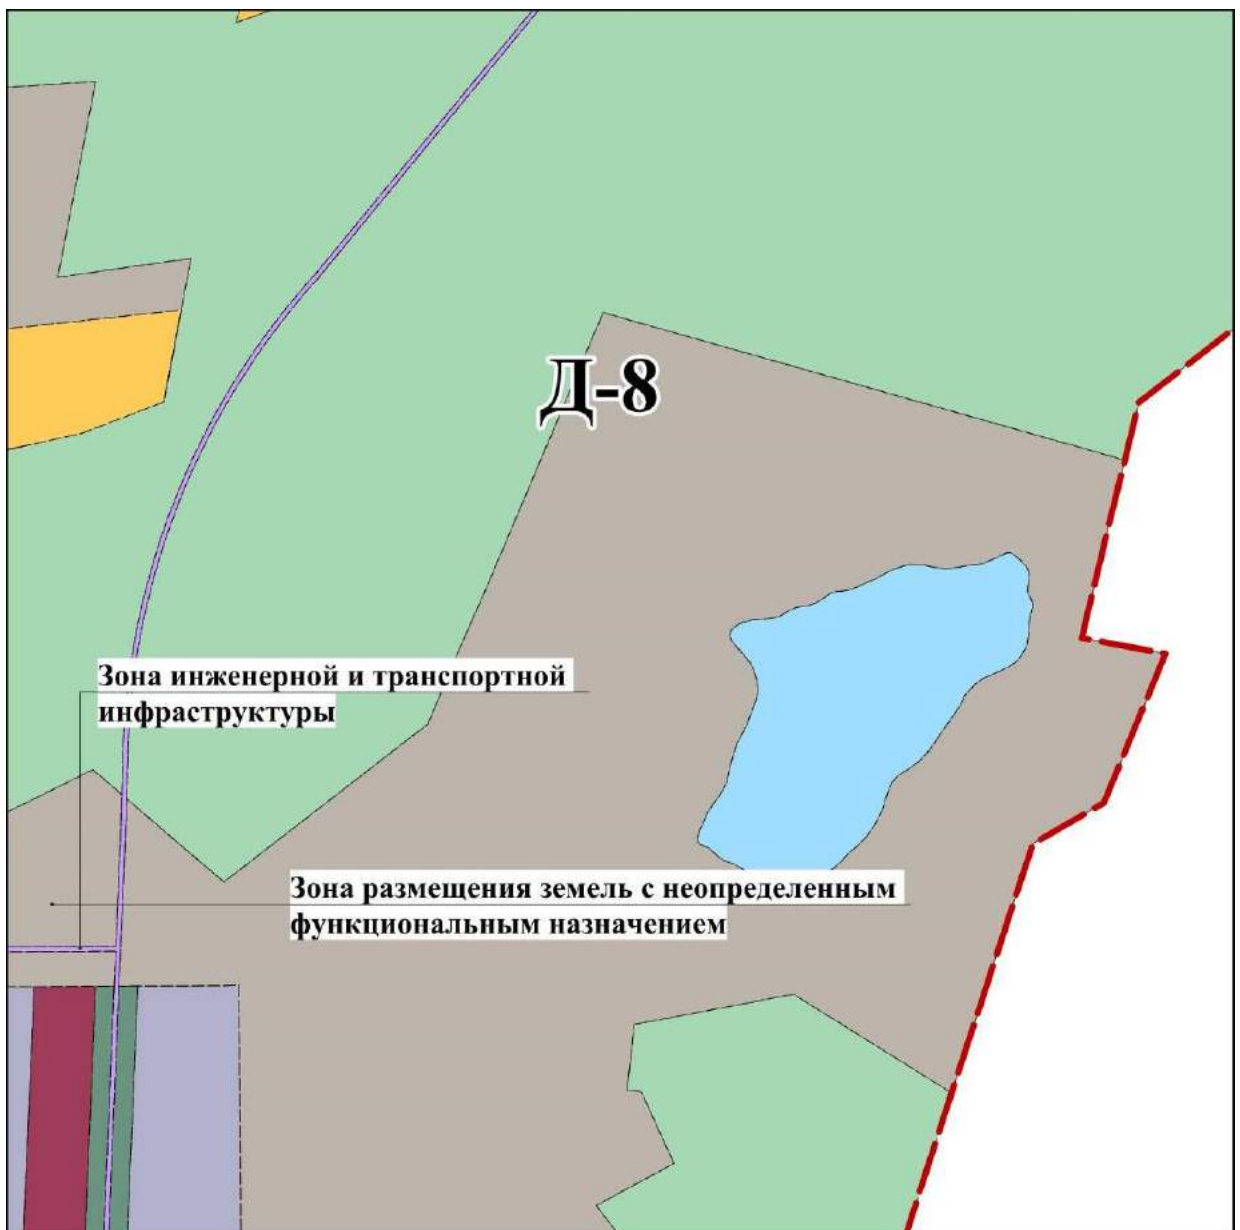 Д-8
Зона инженерной и транспортной
инфраструктуры
Зона размещения земель с неопределенным
функциональным назначением